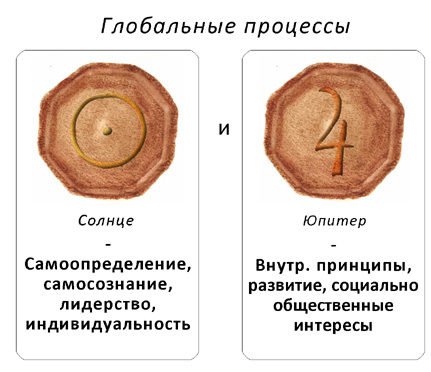 Глобальные процессы
и
Солнце
-
Самоопределение,
самосознание,
лидерство,
индивидуальность
Юпитер
-
Внутр. принципы,
развитие, социально
общественные
интересы